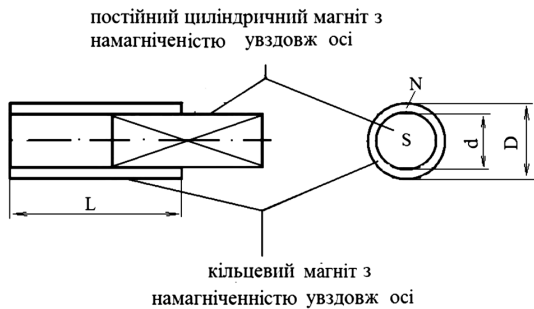 постійний циліндричний магніт з
намагніченістю увздовж осі
N
S
d
D
L
кільцевий магніт з
намагніченністю увздовж осі